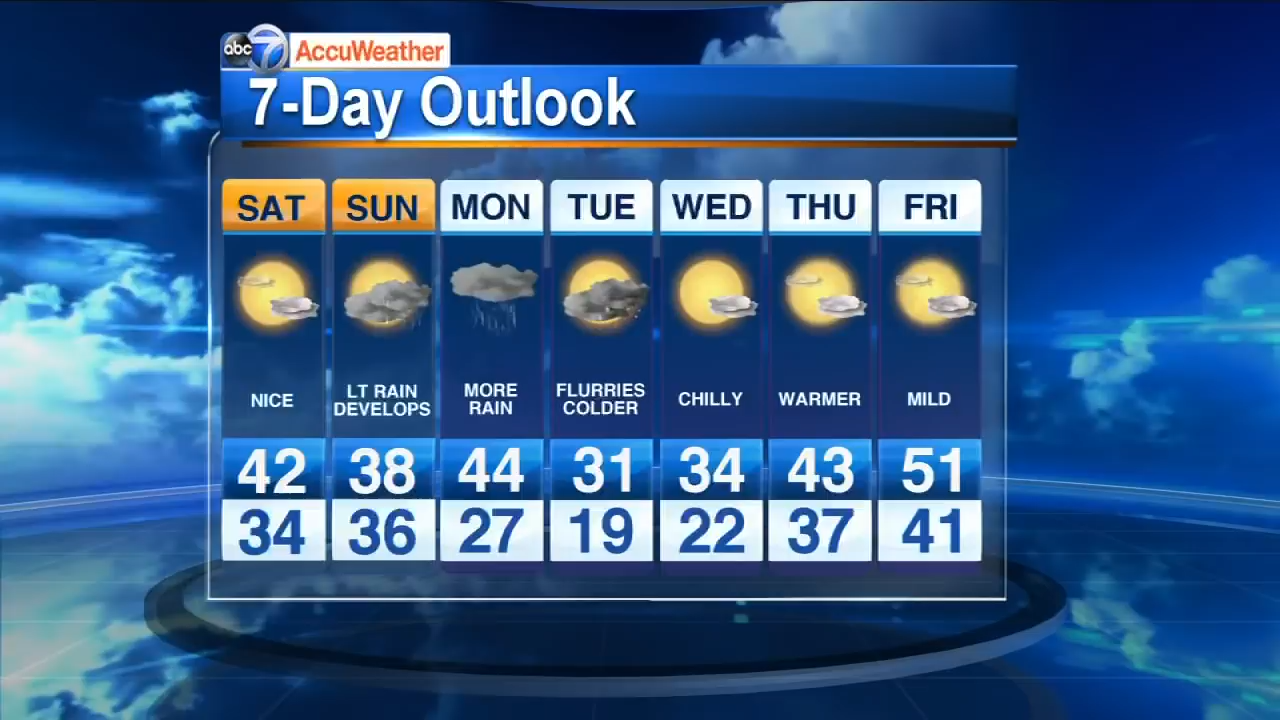 abc 7 AccuWeather
7-Day Outlook
SAT SUN MON TUE WED THU FRI
NICE
LT RAIN
DEVELOPS
MORE
RAIN
FLURRIES
COLDER
CHILLY
WARMER
MILD
42 38 44 31 34 43 51
34 36 27 19 22 37 41